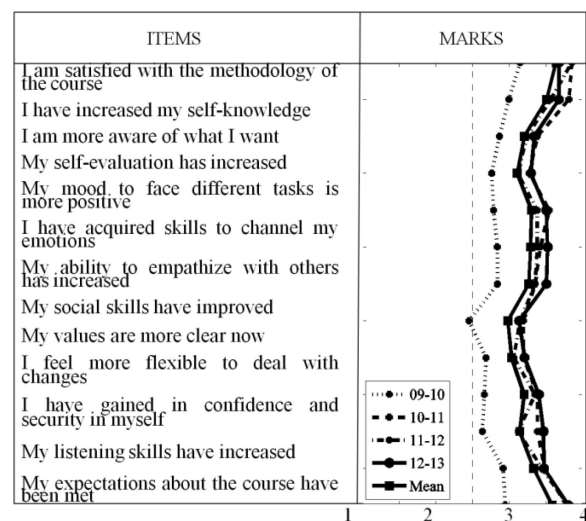 ITEMS
MARKS
I am satisfied with the methodology of
the course
I have increased my self-knowledge
I am more aware of what I want
My self-evaluation has increased
My mood to face different tasks is
more positive
I have acquired skills to channel my
emotions
My ability to empathize with others
has increased
My social skills have improved
My values are more clear now
I feel more flexible to deal with
changes
I have gained in confidence and
security in myself
My listening skills have increased
My expectations about the course have
been met
09-10
10-11
11-12
12-13
Mean
1 2 3 4